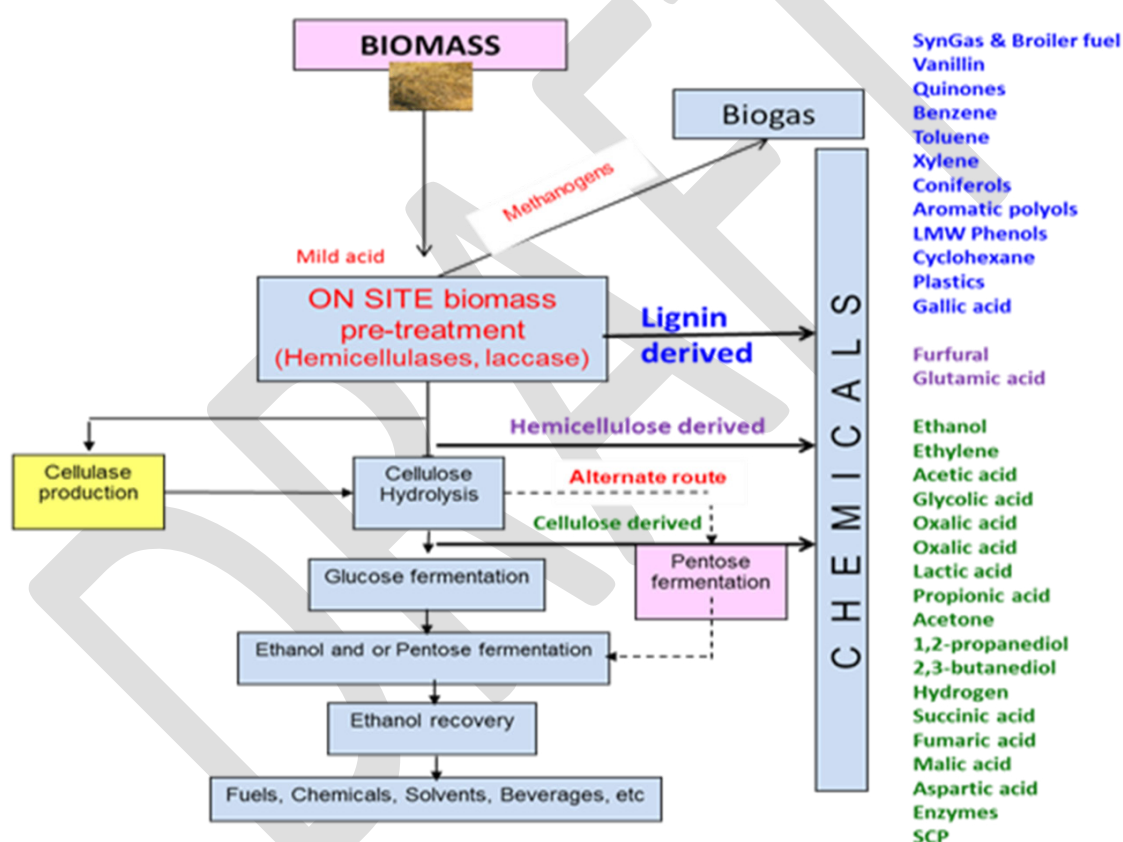 BIOMASS
Biogas
Methanogens
Mild acid
ON SITE biomass
pre-treatment
(Hemicellulases, laccase)
Lignin
derived
Hemicellulose derived
Cellulase
production
Cellulose
Hydrolysis
Alternate route
Cellulose derived
Pentose
fermentation
Glucose fermentation
Ethanol and or Pentose fermentation
Ethanol recovery
Fuels, Chemicals, Solvents, Beverages, etc
CHEMICALS
SynGas & Broiler fuel
Vanillin
Quinones
Benzene
Toluene
Xylene
Coniferols
Aromatic polyols
LMW Phenols
Cyclohexane
Plastics
Gallic acid
Furfural
Glutamic acid
Ethanol
Ethylene
Acetic acid
Glycolic acid
Oxalic acid
Oxalic acid
Lactic acid
Propionic acid
Acetone
1,2-propanediol
2,3-butanediol
Hydrogen
Succinic acid
Fumaric acid
Malic acid
Aspartic acid
Enzymes
SCP
DRAFT